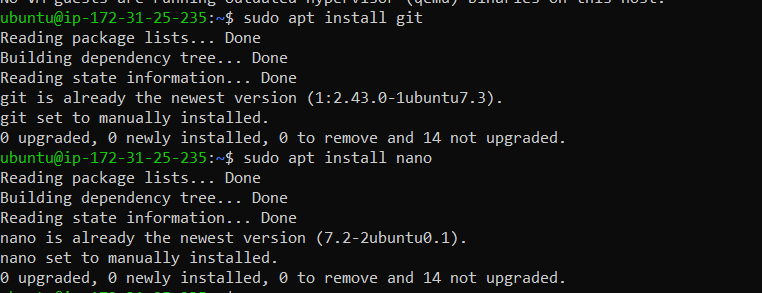 No VM guests are running outdated hypervisor (qemu) binaries on this host.
ubuntu@ip-172-31-25-235:~$ sudo apt install git
Reading package lists... Done
Building dependency tree... Done
Reading state information... Done
git is already the newest version (1:2.43.0-1ubuntu7.3).
git set to manually installed.
0 upgraded, 0 newly installed, 0 to remove and 14 not upgraded.
ubuntu@ip-172-31-25-235:~$ sudo apt install nano
Reading package lists... Done
Building dependency tree... Done
Reading state information... Done
nano is already the newest version (7.2-2ubuntu0.1).
nano set to manually installed.
0 upgraded, 0 newly installed, 0 to remove and 14 not upgraded.